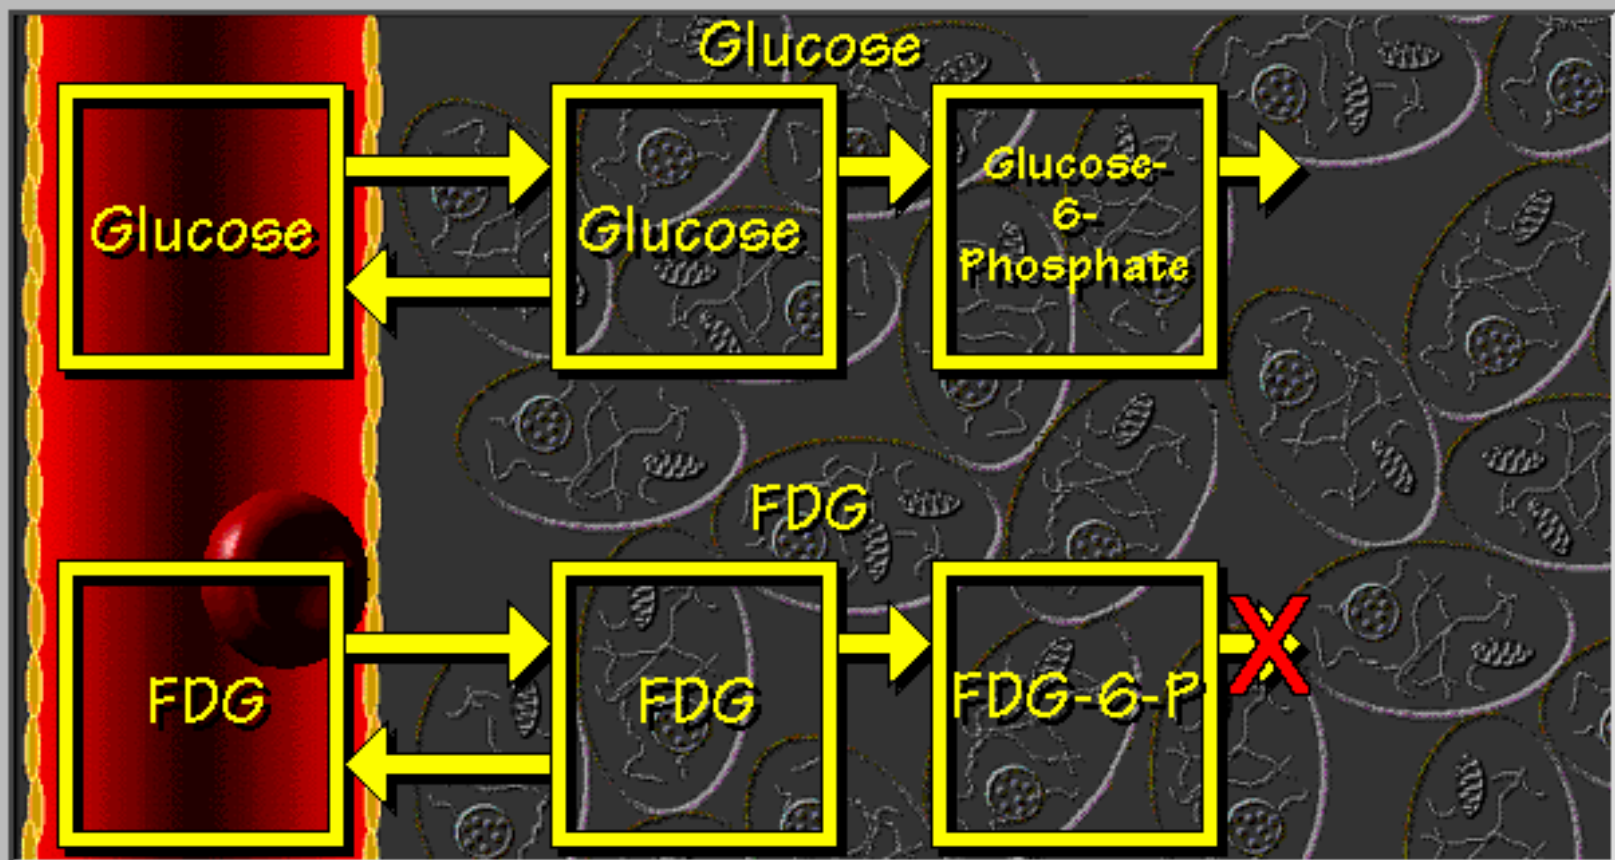 Glucose
Glucose
Glucose
Glucose-
6-
Phosphate
FDG
FDG
FDG
FDG-6-P
X